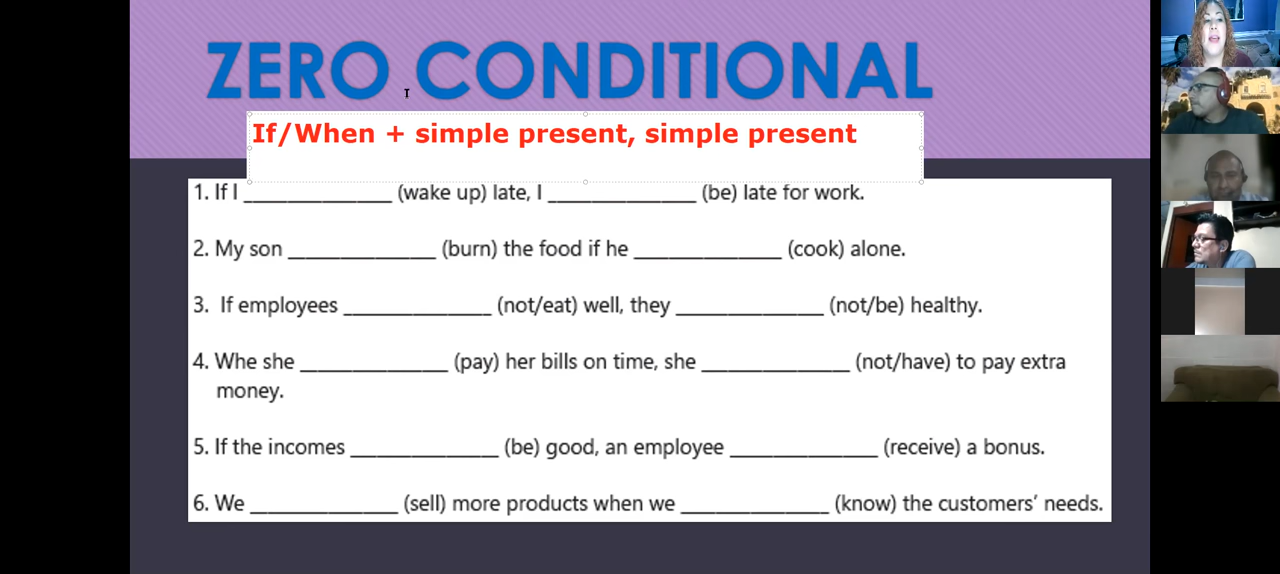 ZERO CONDITIONAL
If/When + simple present, simple present
1. If I ______________ (wake up) late, I ______________ (be) late for work.
2. My son ______________ (burn) the food if he ______________ (cook) alone.
3. If employees ______________ (not/eat) well, they ______________ (not/be) healthy.
4. Whe she ______________ (pay) her bills on time, she ______________ (not/have) to pay extra
money.
5. If the incomes ______________ (be) good, an employee ______________ (receive) a bonus.
6. We ______________ (sell) more products when we ______________ (know) the customers’ needs.